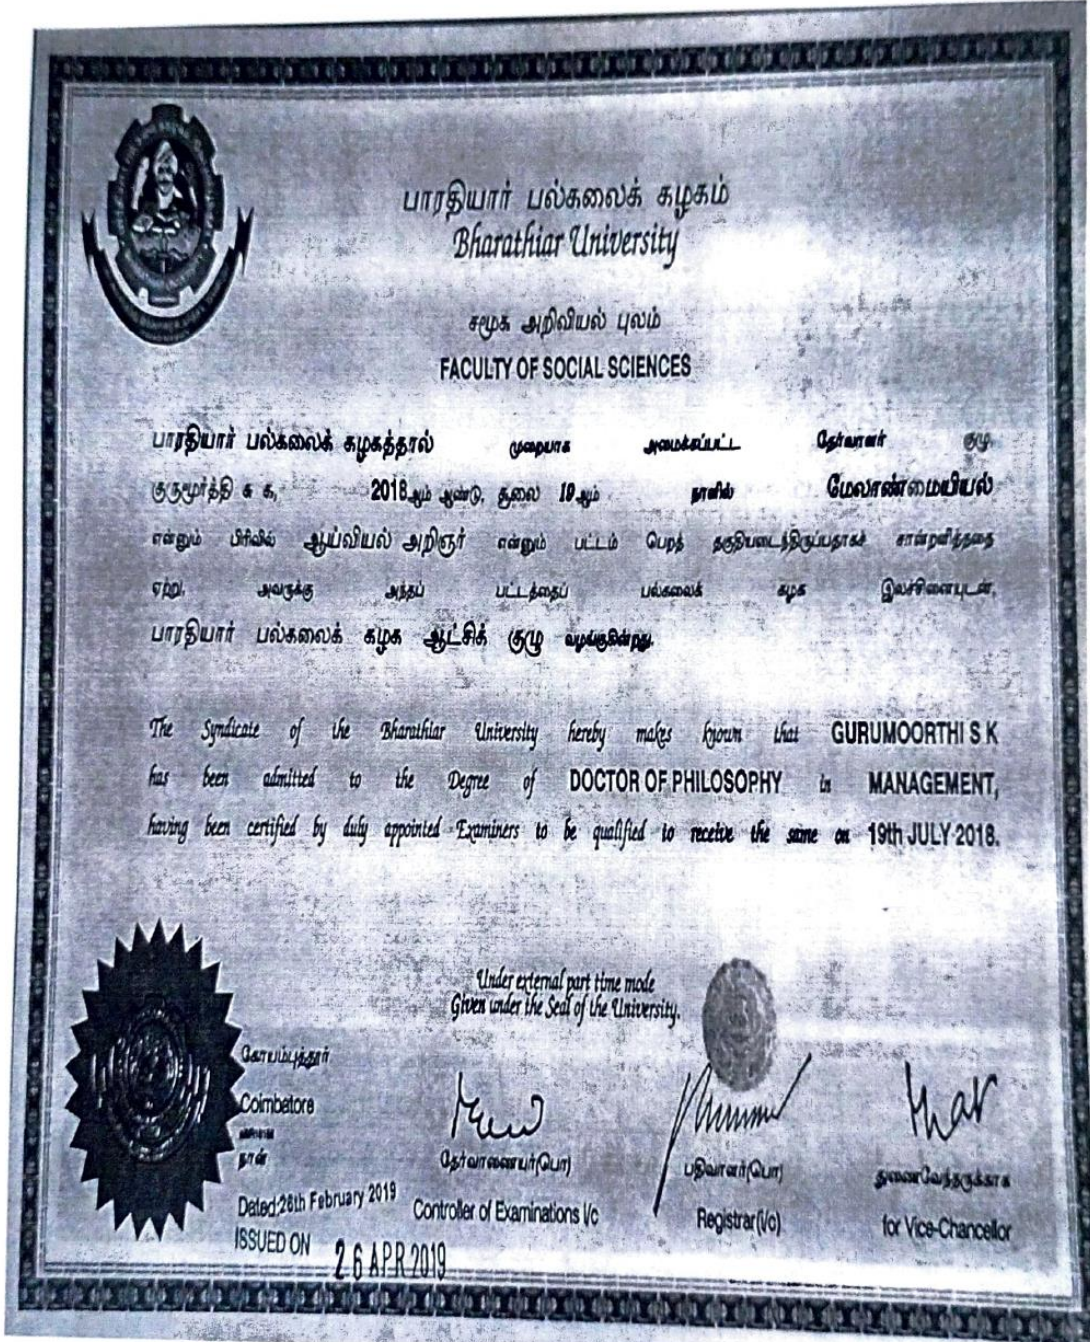 பாரதியார் பல்கலைக் கழகம்
Bharathiar University
சமூக அறிவியல் புலம்
FACULTY OF SOCIAL SCIENCES
பாரதியார் பல்கலைக் கழகத்தால் முறையாக அமைக்கப்பட்ட தேர்வாளர் குழு,
குருமூர்த்தி சு க, 2018ஆம் ஆண்டு, சூலை 19ஆம் நாளில் மேலாண்மையியல்
என்னும் பிரிவில் ஆய்வியல் அறிஞர் என்னும் பட்டம் பெறத் தகுதியடைந்திருப்பதாகச் சான்றளித்ததை
ஏற்று, அவருக்கு அந்தப் பட்டத்தைப் பல்கலைக் கழக இலச்சினையுடன்,
பாரதியார் பல்கலைக் கழக ஆட்சிக் குழு வழங்குகின்றது.
The Syndicate of the Bharathiar University hereby makes known that GURUMOORTHI S K
has been admitted to the Degree of DOCTOR OF PHILOSOPHY in MANAGEMENT,
having been certified by duly appointed Examiners to be qualified to receive the same on 19th JULY 2018.
Under external part time mode
Given under the Seal of the University.
கோயம்புத்தூர்
Coimbatore
நாள்
Dated:26th February 2019
ISSUED ON 26 APR 2019
தேர்வாணையர்(பொ)
Controller of Examinations I/c
பதிவாளர்(பொ)
Registrar(i/c)
துணைவேந்தருக்காக
for Vice-Chancellor